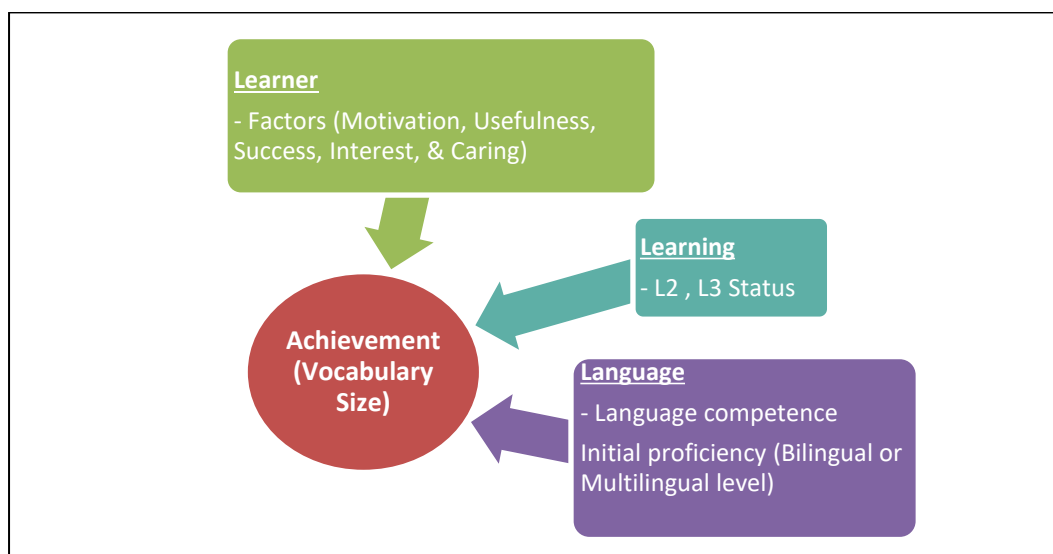 Learner
- Factors (Motivation, Usefulness,
Success, Interest, & Caring)
Learning
- L2 , L3 Status
Achievement
(Vocabulary
Size)
Language
- Language competence
Initial proficiency (Bilingual or
Multilingual level)